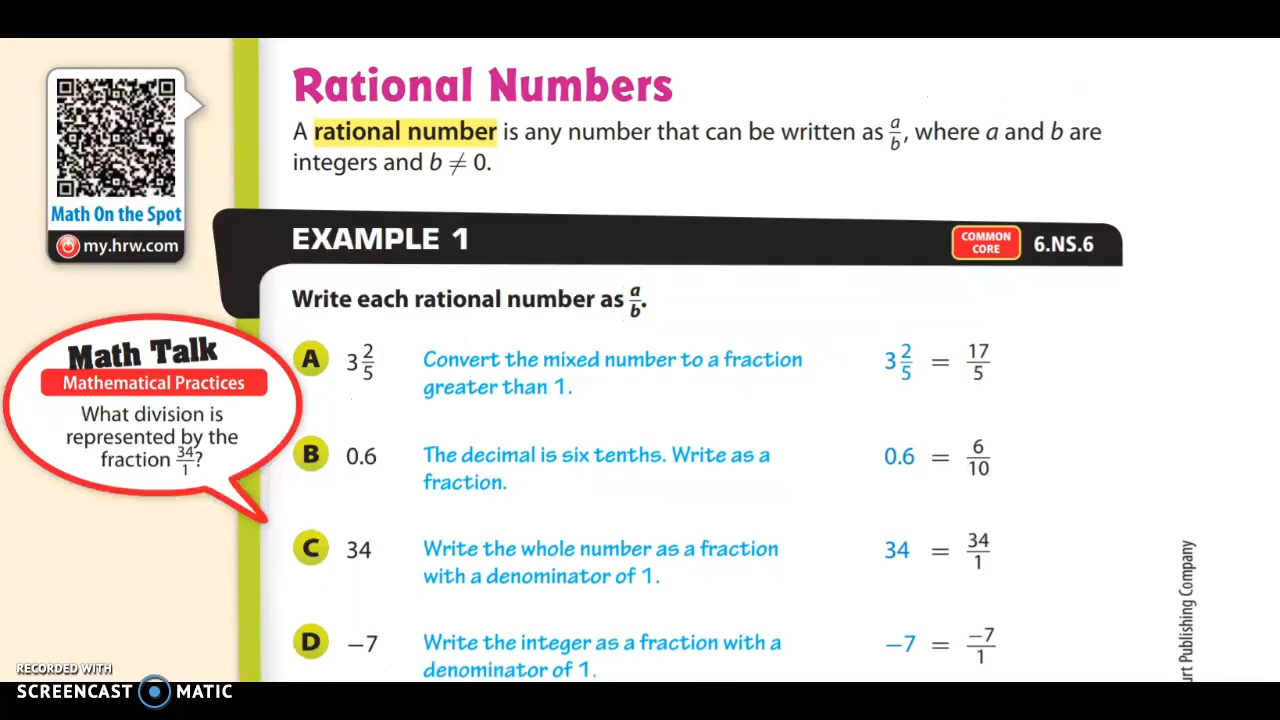 Rational Numbers
A rational number is any number that can be written as a/b, where a and b are
integers and b ≠ 0.
Math On the Spot
my.hrw.com
EXAMPLE 1
COMMON
CORE
6.NS.6
Write each rational number as a/b.
Math Talk
Mathematical Practices
What division is
represented by the
fraction 34/1?
A 3 2/5 Convert the mixed number to a fraction 3 2/5 = 17/5
greater than 1.
B 0.6 The decimal is six tenths. Write as a 0.6 = 6/10
fraction.
C 34 Write the whole number as a fraction 34 = 34/1
with a denominator of 1.
D −7 Write the integer as a fraction with a −7 = −7/1
denominator of 1.
urt Publishing Company
RECORDED WITH
SCREENCAST MATIC